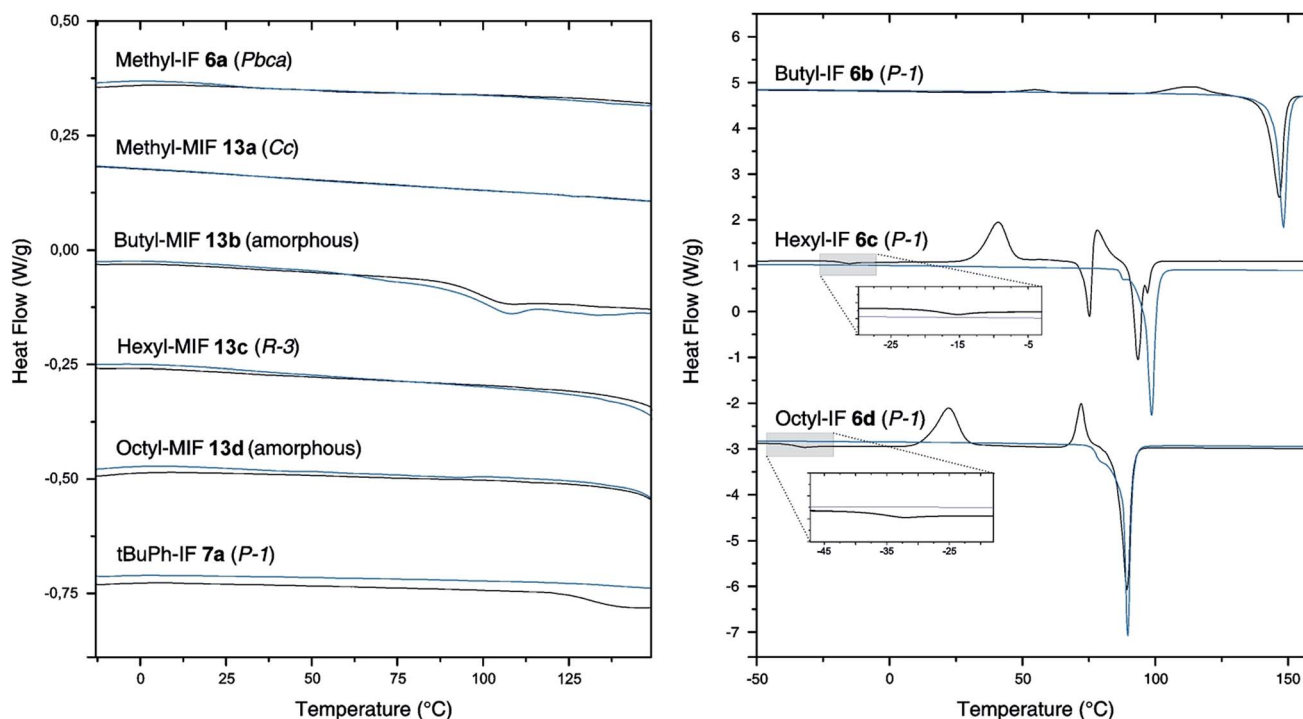 0,50
0,25
0,00
-0,25
-0,50
-0,75
Heat Flow (W/g)
Methyl-IF 6a (Pbca)
Methyl-MIF 13a (Cc)
Butyl-MIF 13b (amorphous)
Hexyl-MIF 13c (R-3)
Octyl-MIF 13d (amorphous)
tBuPh-IF 7a (P-1)
0 25 50 75 100 125
Temperature (°C)
6
5
4
3
2
1
0
-1
-2
-3
-4
-5
-6
-7
Heat Flow (W/g)
Butyl-IF 6b (P-1)
Hexyl-IF 6c (P-1)
-25 -15 -5
Octyl-IF 6d (P-1)
-45 -35 -25
-50 0 50 100 150
Temperature (°C)